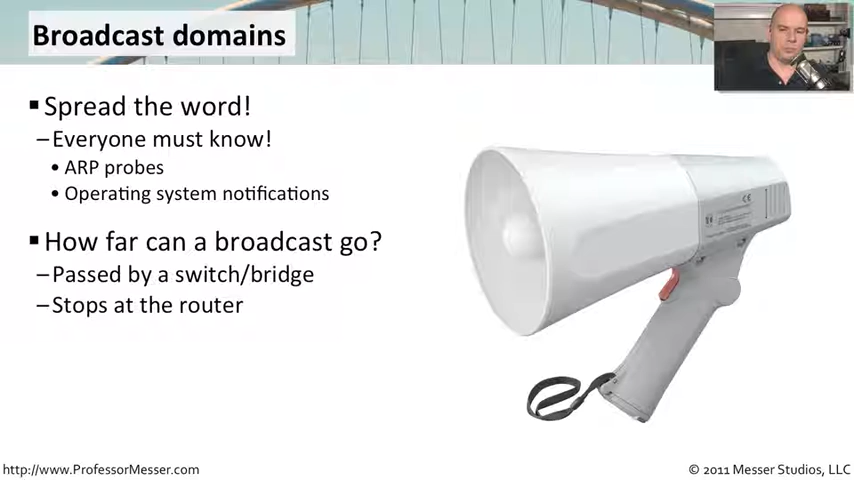 Broadcast domains
▪Spread the word!
–Everyone must know!
• ARP probes
• Operating system notifications
▪How far can a broadcast go?
–Passed by a switch/bridge
–Stops at the router
http://www.ProfessorMesser.com
© 2011 Messer Studios, LLC